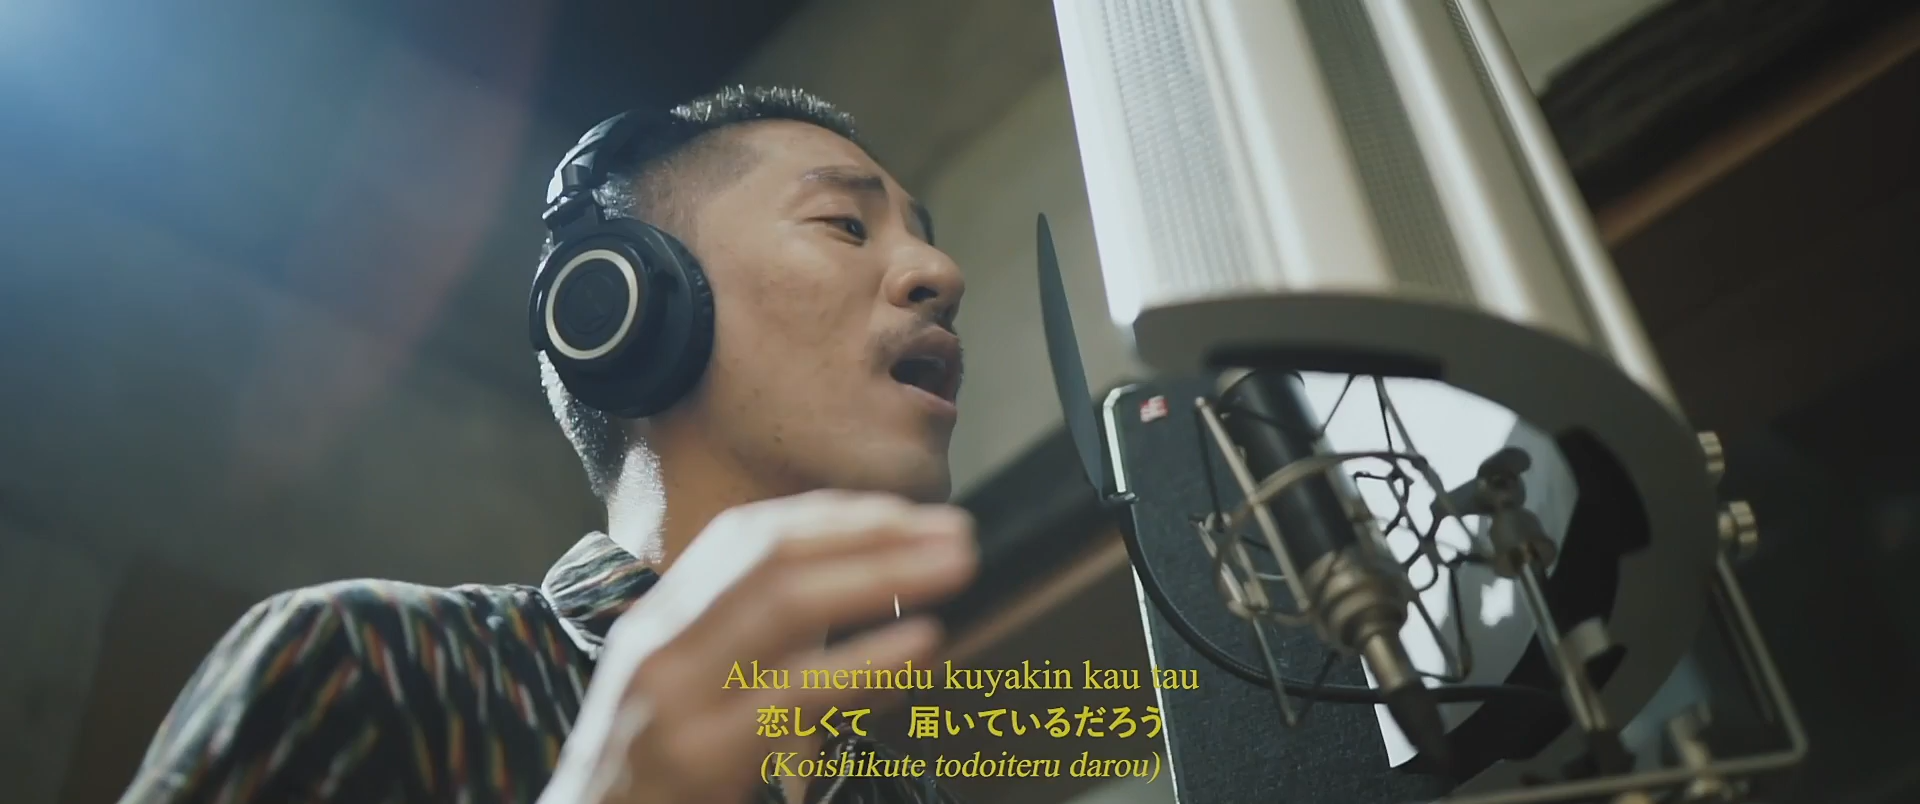 Aku merindu kuyakin kau tau
恋しくて　届いているだろう
(Koishikute todoiteru darou)
sE